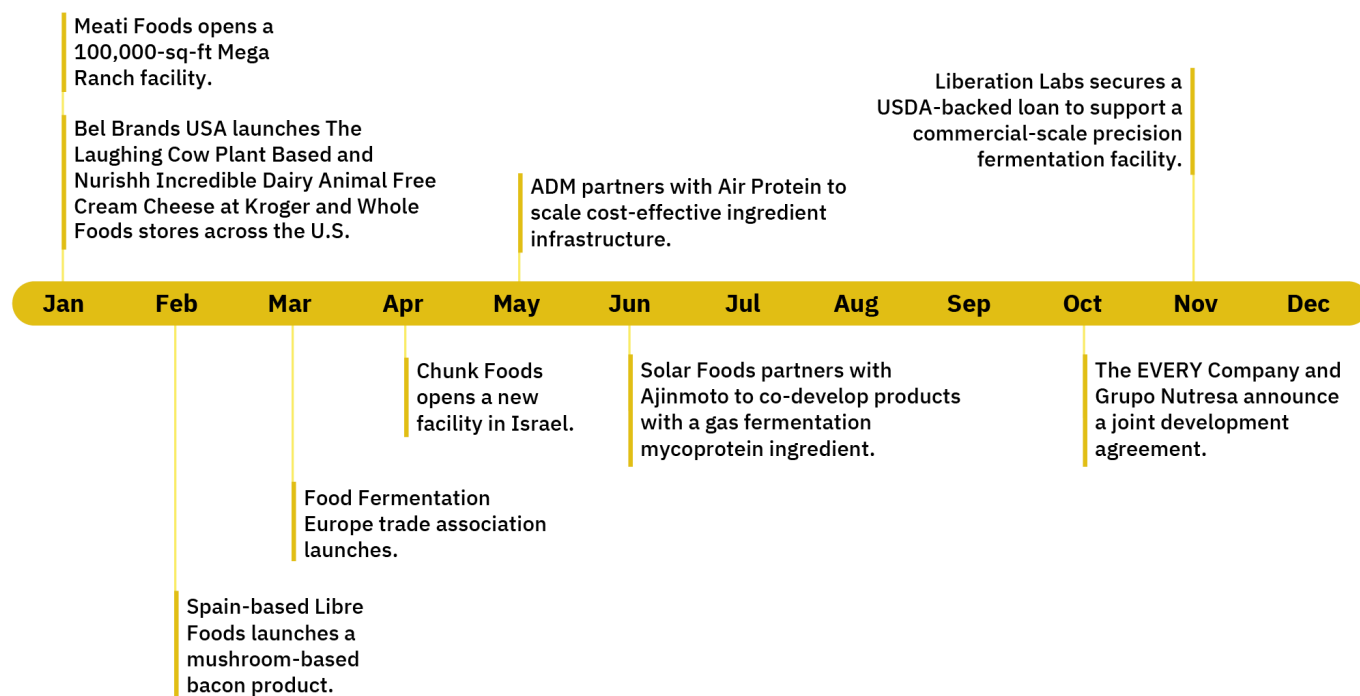 Meati Foods opens a
100,000-sq-ft Mega
Ranch facility.
Bel Brands USA launches The
Laughing Cow Plant Based and
Nurishh Incredible Dairy Animal Free
Cream Cheese at Kroger and Whole
Foods stores across the U.S.
ADM partners with Air Protein to
scale cost-effective ingredient
infrastructure.
Liberation Labs secures a
USDA-backed loan to support a
commercial-scale precision
fermentation facility.
Jan Feb Mar Apr May Jun Jul Aug Sep Oct Nov Dec
Chunk Foods
opens a new
facility in Israel.
Solar Foods partners with
Ajinmoto to co-develop products
with a gas fermentation
mycoprotein ingredient.
The EVERY Company and
Grupo Nutresa announce
a joint development
agreement.
Food Fermentation
Europe trade association
launches.
Spain-based Libre
Foods launches a
mushroom-based
bacon product.